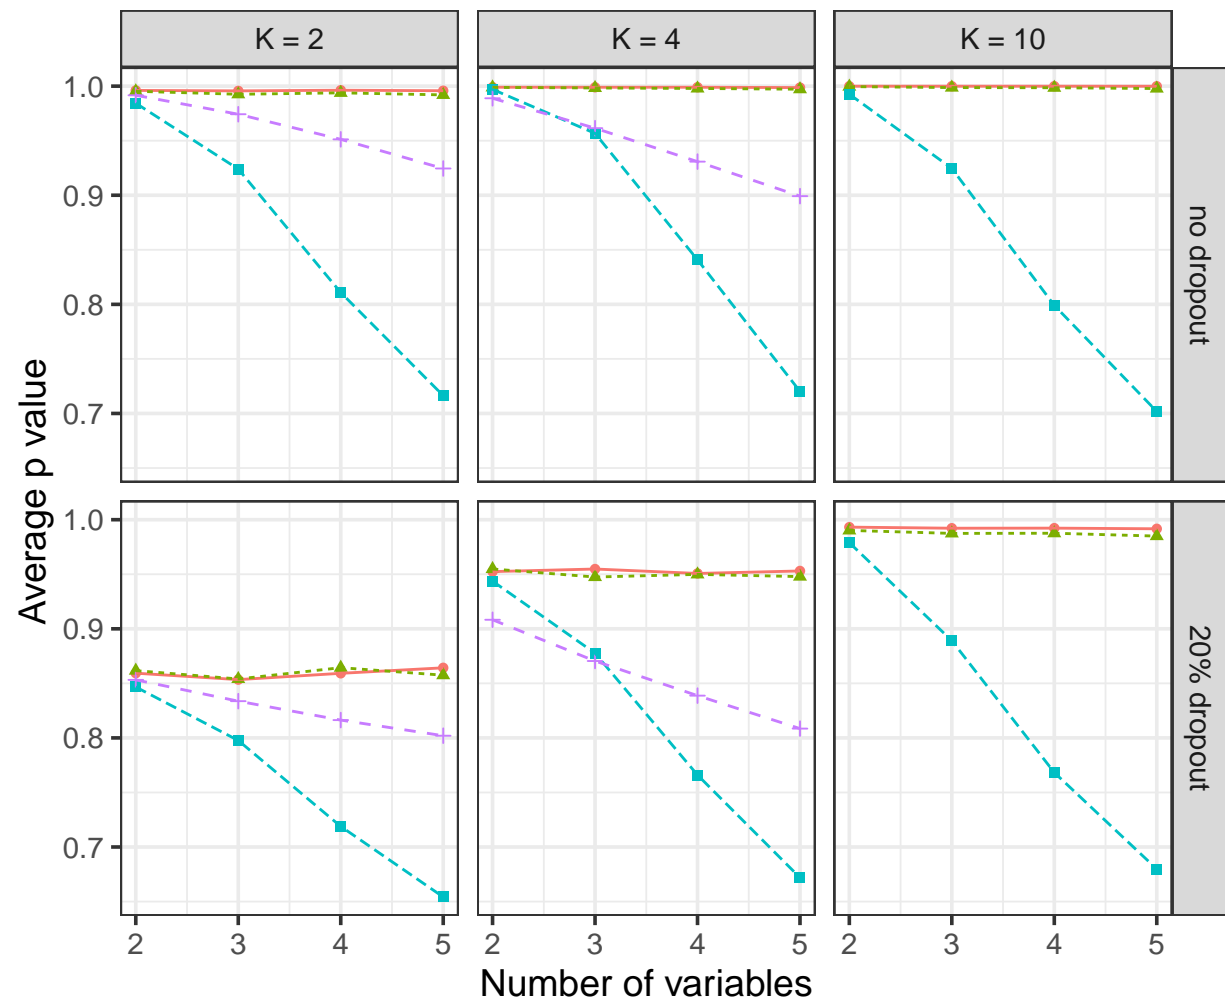 K = 2
K = 4
K = 10
1.0
0.9
0.8
0.7
no dropout
Average p value
1.0
0.9
0.8
0.7
20% dropout
2 3 4 5
2 3 4 5
2 3 4 5
Number of variables